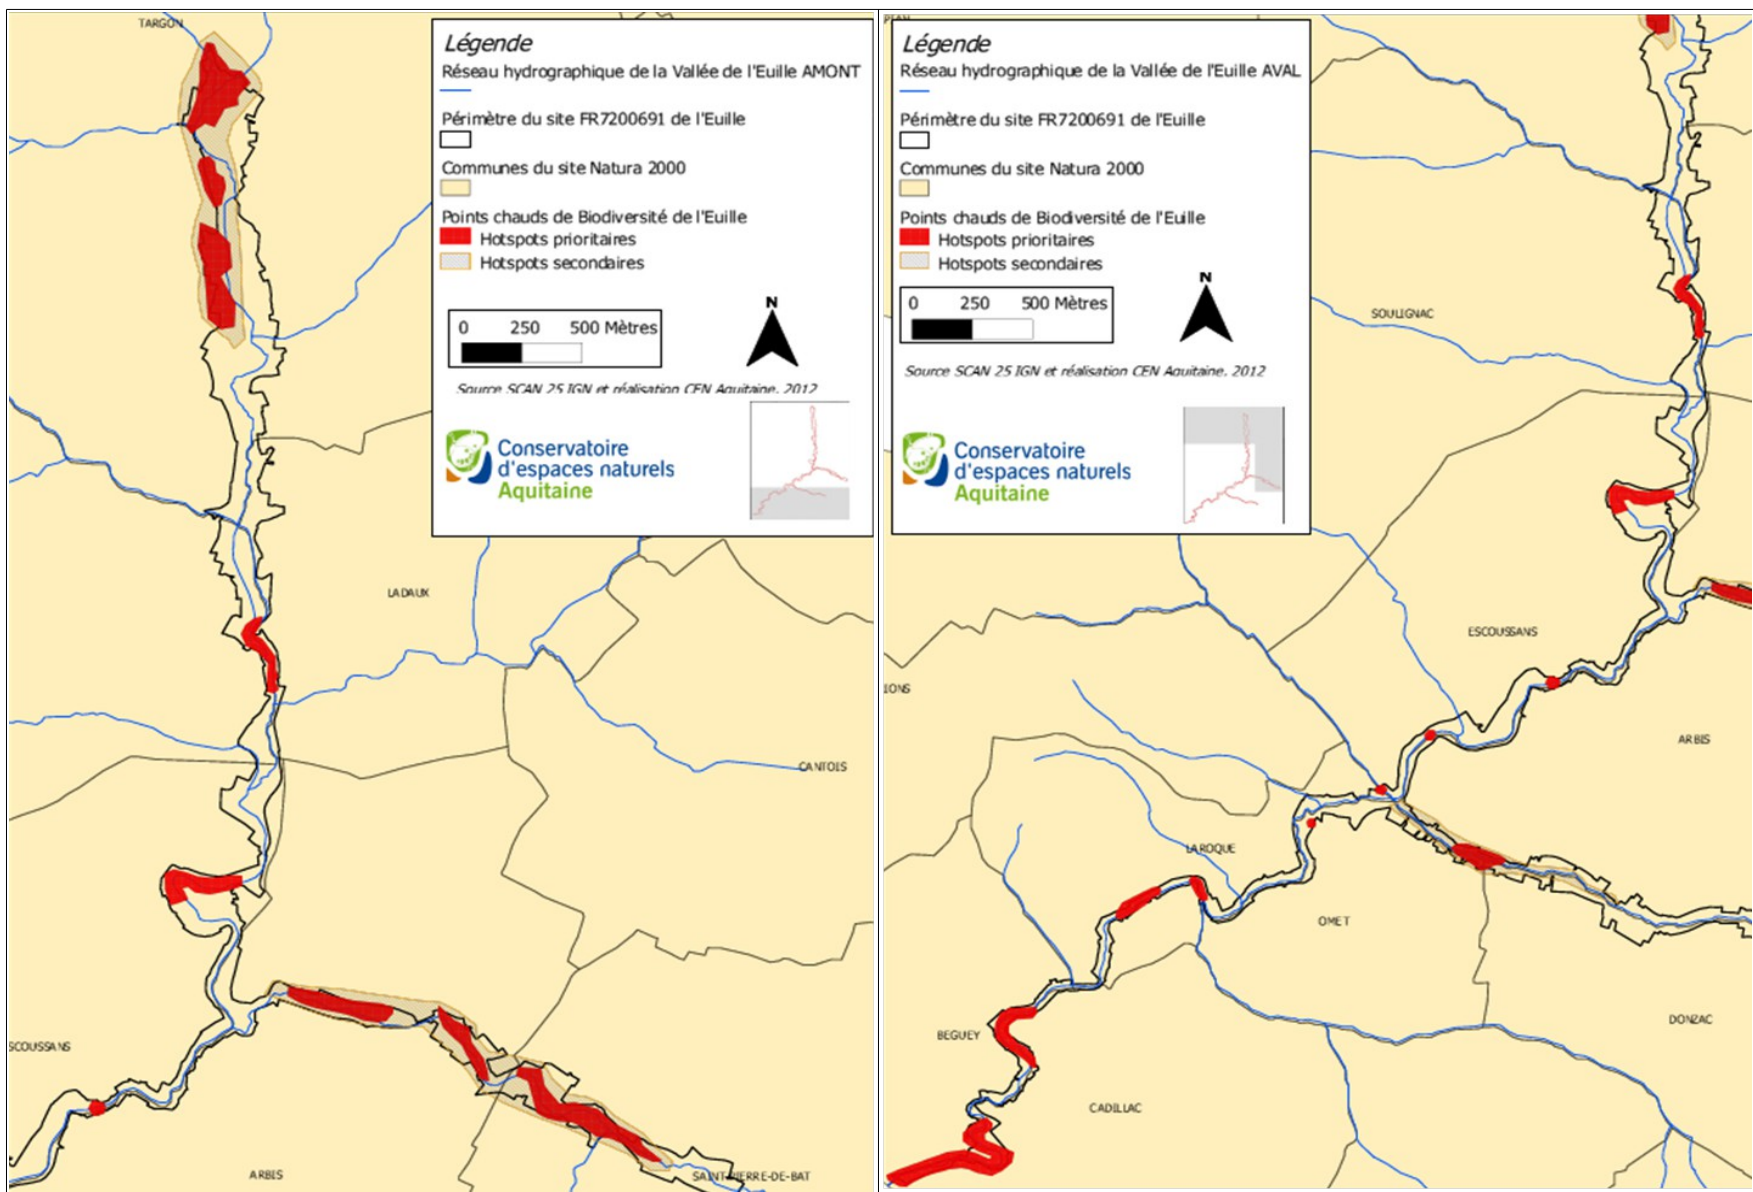 TARGON
Légende
Réseau hydrographique de la Vallée de l'Euille AMONT
Périmètre du site FR7200691 de l'Euille
Communes du site Natura 2000
Points chauds de Biodiversité de l'Euille
Hotspots prioritaires
Hotspots secondaires
0 250 500 Mètres
N
Source SCAN 25 IGN et réalisation CEN Aquitaine, 2012
Conservatoire
d'espaces naturels
Aquitaine
LADAUX
CANTOIS
SCOUSSANS
ARBIS
SAINT-PIERRE-DE-BAT
Légende
Réseau hydrographique de la Vallée de l'Euille AVAL
Périmètre du site FR7200691 de l'Euille
Communes du site Natura 2000
Points chauds de Biodiversité de l'Euille
Hotspots prioritaires
Hotspots secondaires
0 250 500 Mètres
N
Source SCAN 25 IGN et réalisation CEN Aquitaine, 2012
Conservatoire
d'espaces naturels
Aquitaine
SOULIGNAC
ESCOUSSANS
IONS
ARBIS
LAROQUE
OMET
BEGUEY
DONZAC
CADILLAC